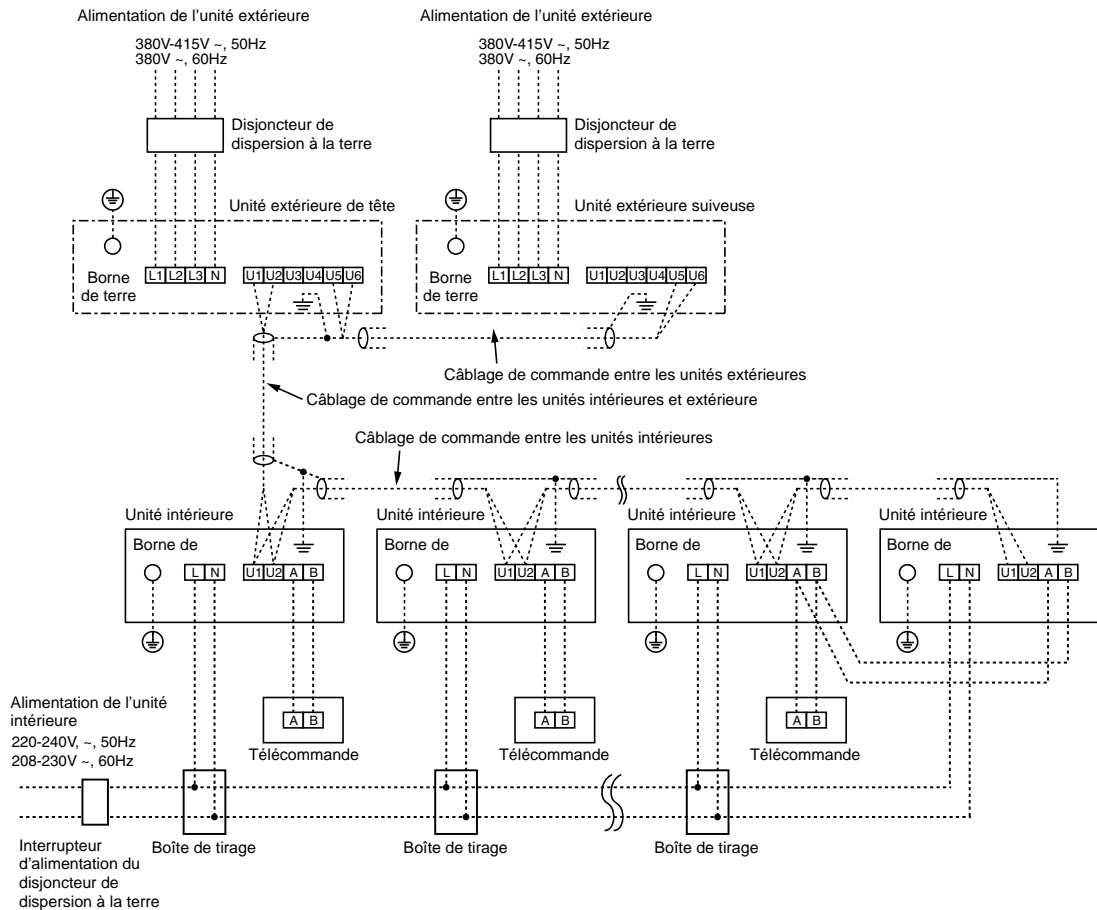 Alimentation de l'unité extérieure
Alimentation de l'unité extérieure
380V-415V ~, 50Hz
380V ~, 60Hz
380V-415V ~, 50Hz
380V ~, 60Hz
Disjoncteur de
dispersion à la terre
Disjoncteur de
dispersion à la terre
Unité extérieure de tête
Unité extérieure suiveuse
Borne
de terre
L1 L2 L3 N
U1 U2 U3 U4 U5 U6
Borne
de terre
L1 L2 L3 N
U1 U2 U3 U4 U5 U6
Câblage de commande entre les unités extérieures
Câblage de commande entre les unités intérieures et extérieure
Câblage de commande entre les unités intérieures
Unité intérieure
Unité intérieure
Unité intérieure
Unité intérieure
Borne de
Borne de
Borne de
Borne de
L N
U1 U2 A B
L N
U1 U2 A B
L N
U1 U2 A B
L N
U1 U2 A B
Alimentation de l'unité
intérieure
220-240V, ~, 50Hz
208-230V ~, 60Hz
A B
Télécommande
A B
Télécommande
A B
Télécommande
Interrupteur
d'alimentation du
disjoncteur de
dispersion à la terre
Boîte de tirage
Boîte de tirage
Boîte de tirage